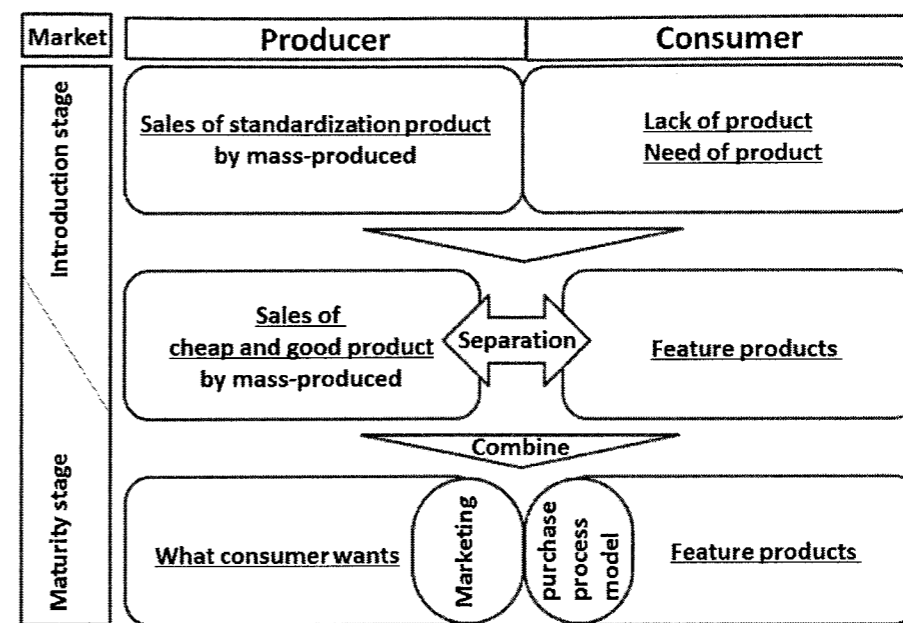 Market
Producer
Consumer
Introduction stage
Sales of standardization product
by mass-produced
Lack of product
Need of product
Sales of
cheap and good product
by mass-produced
Separation
Feature products
Combine
Maturity stage
What consumer wants
Marketing
purchase
process
model
Feature products